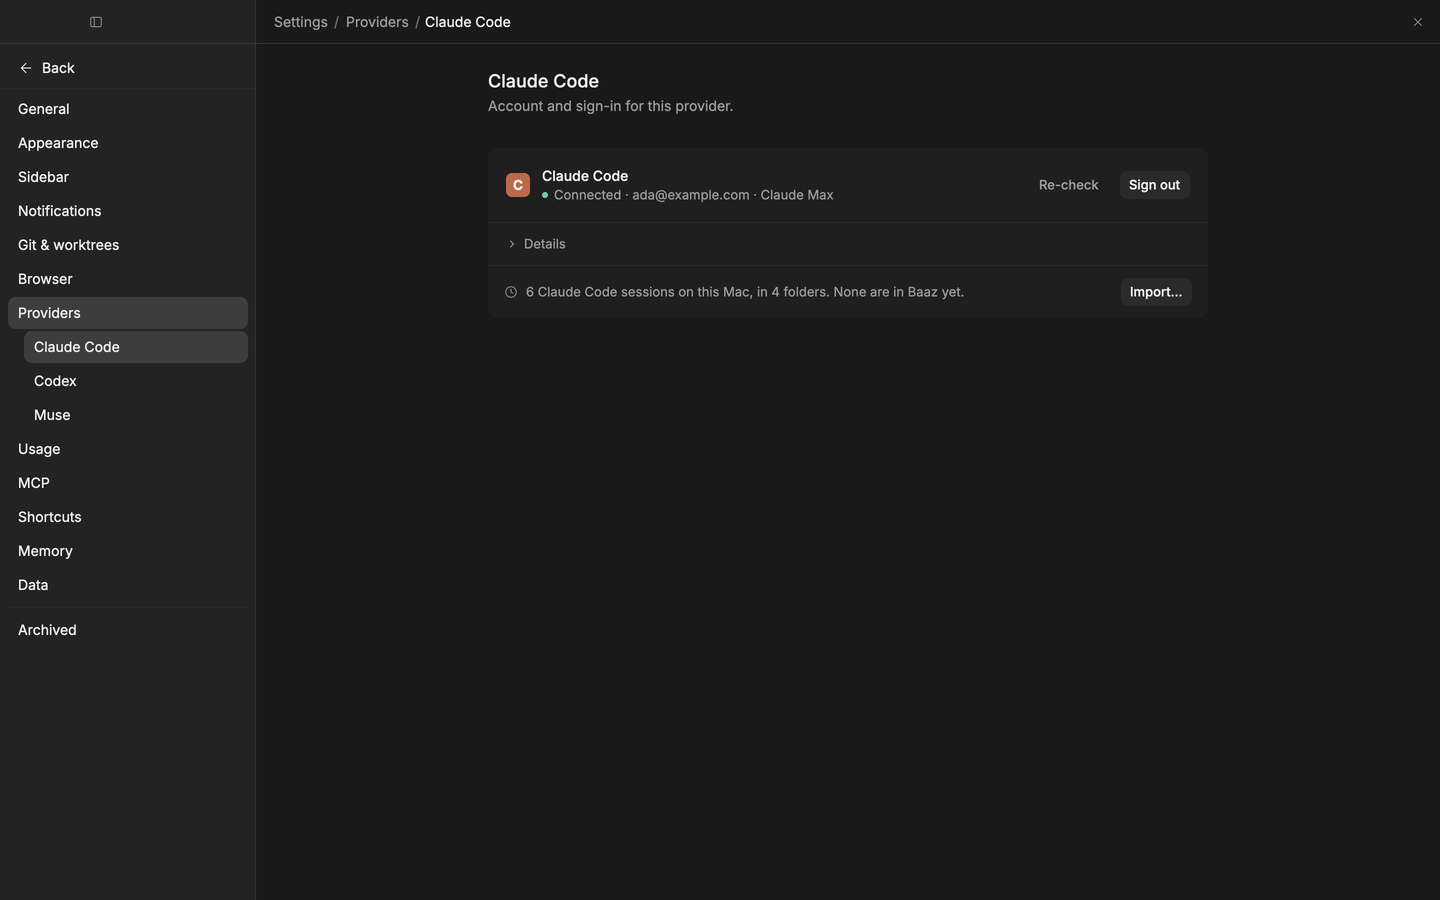 Settings / Providers / Claude Code
Back
General
Appearance
Sidebar
Notifications
Git & worktrees
Browser
Providers
Claude Code
Codex
Muse
Usage
MCP
Shortcuts
Memory
Data
Archived
Claude Code
Account and sign-in for this provider.
C
Claude Code
Connected · ada@example.com · Claude Max
Re-check
Sign out
Details
6 Claude Code sessions on this Mac, in 4 folders. None are in Baaz yet.
Import...